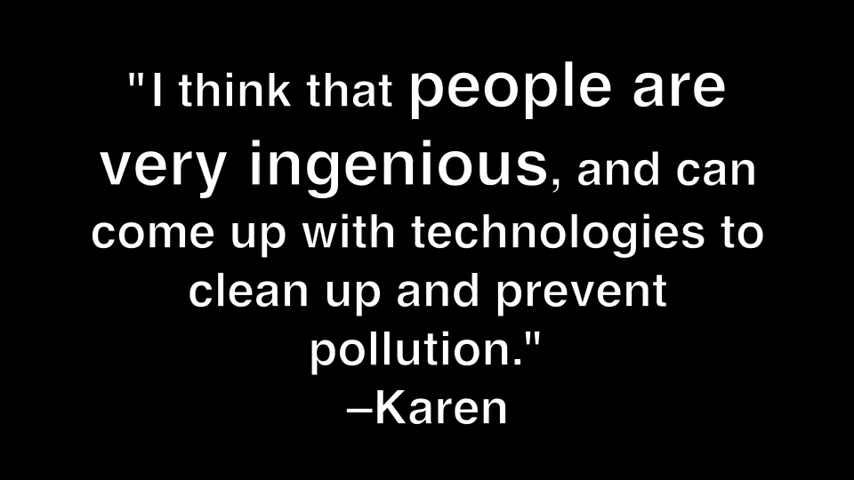 "I think that people are
very ingenious, and can
come up with technologies to
clean up and prevent
pollution."
–Karen